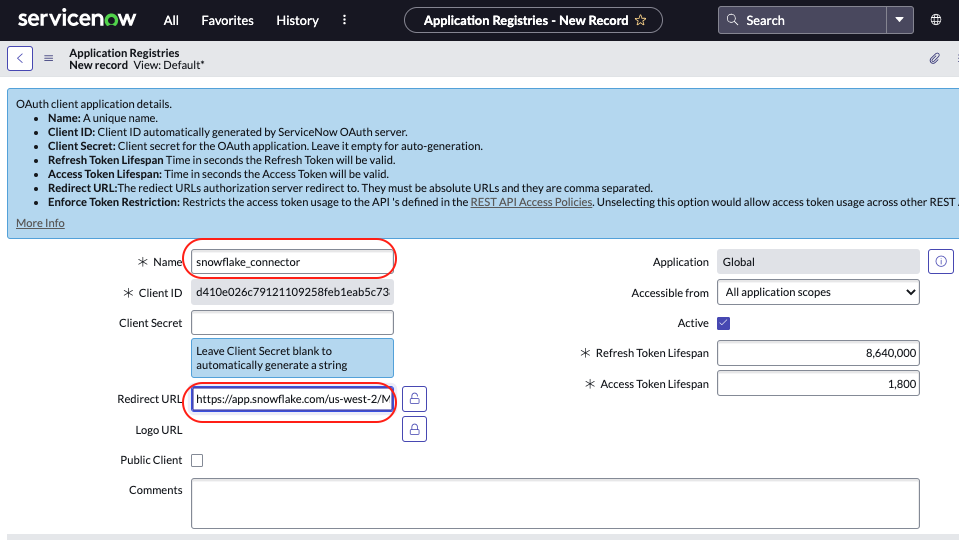 servicenow All Favorites History Application Registries - New Record Search
Application Registries
New record View: Default*
OAuth client application details.
• Name: A unique name.
• Client ID: Client ID automatically generated by ServiceNow OAuth server.
• Client Secret: Client secret for the OAuth application. Leave it empty for auto-generation.
• Refresh Token Lifespan Time in seconds the Refresh Token will be valid.
• Access Token Lifespan: Time in seconds the Access Token will be valid.
• Redirect URL:The rediect URLs authorization server redirect to. They must be absolute URLs and they are comma separated.
• Enforce Token Restriction: Restricts the access token usage to the API 's defined in the REST API Access Policies. Unselecting this option would allow access token usage across other REST
More Info
Name snowflake_connector Application Global
Client ID d410e026c79121109258feb1eab5c73 Accessible from All application scopes
Client Secret Active
Leave Client Secret blank to
automatically generate a string
Refresh Token Lifespan 8,640,000
Redirect URL https://app.snowflake.com/us-west-2/M Access Token Lifespan 1,800
Logo URL
Public Client
Comments